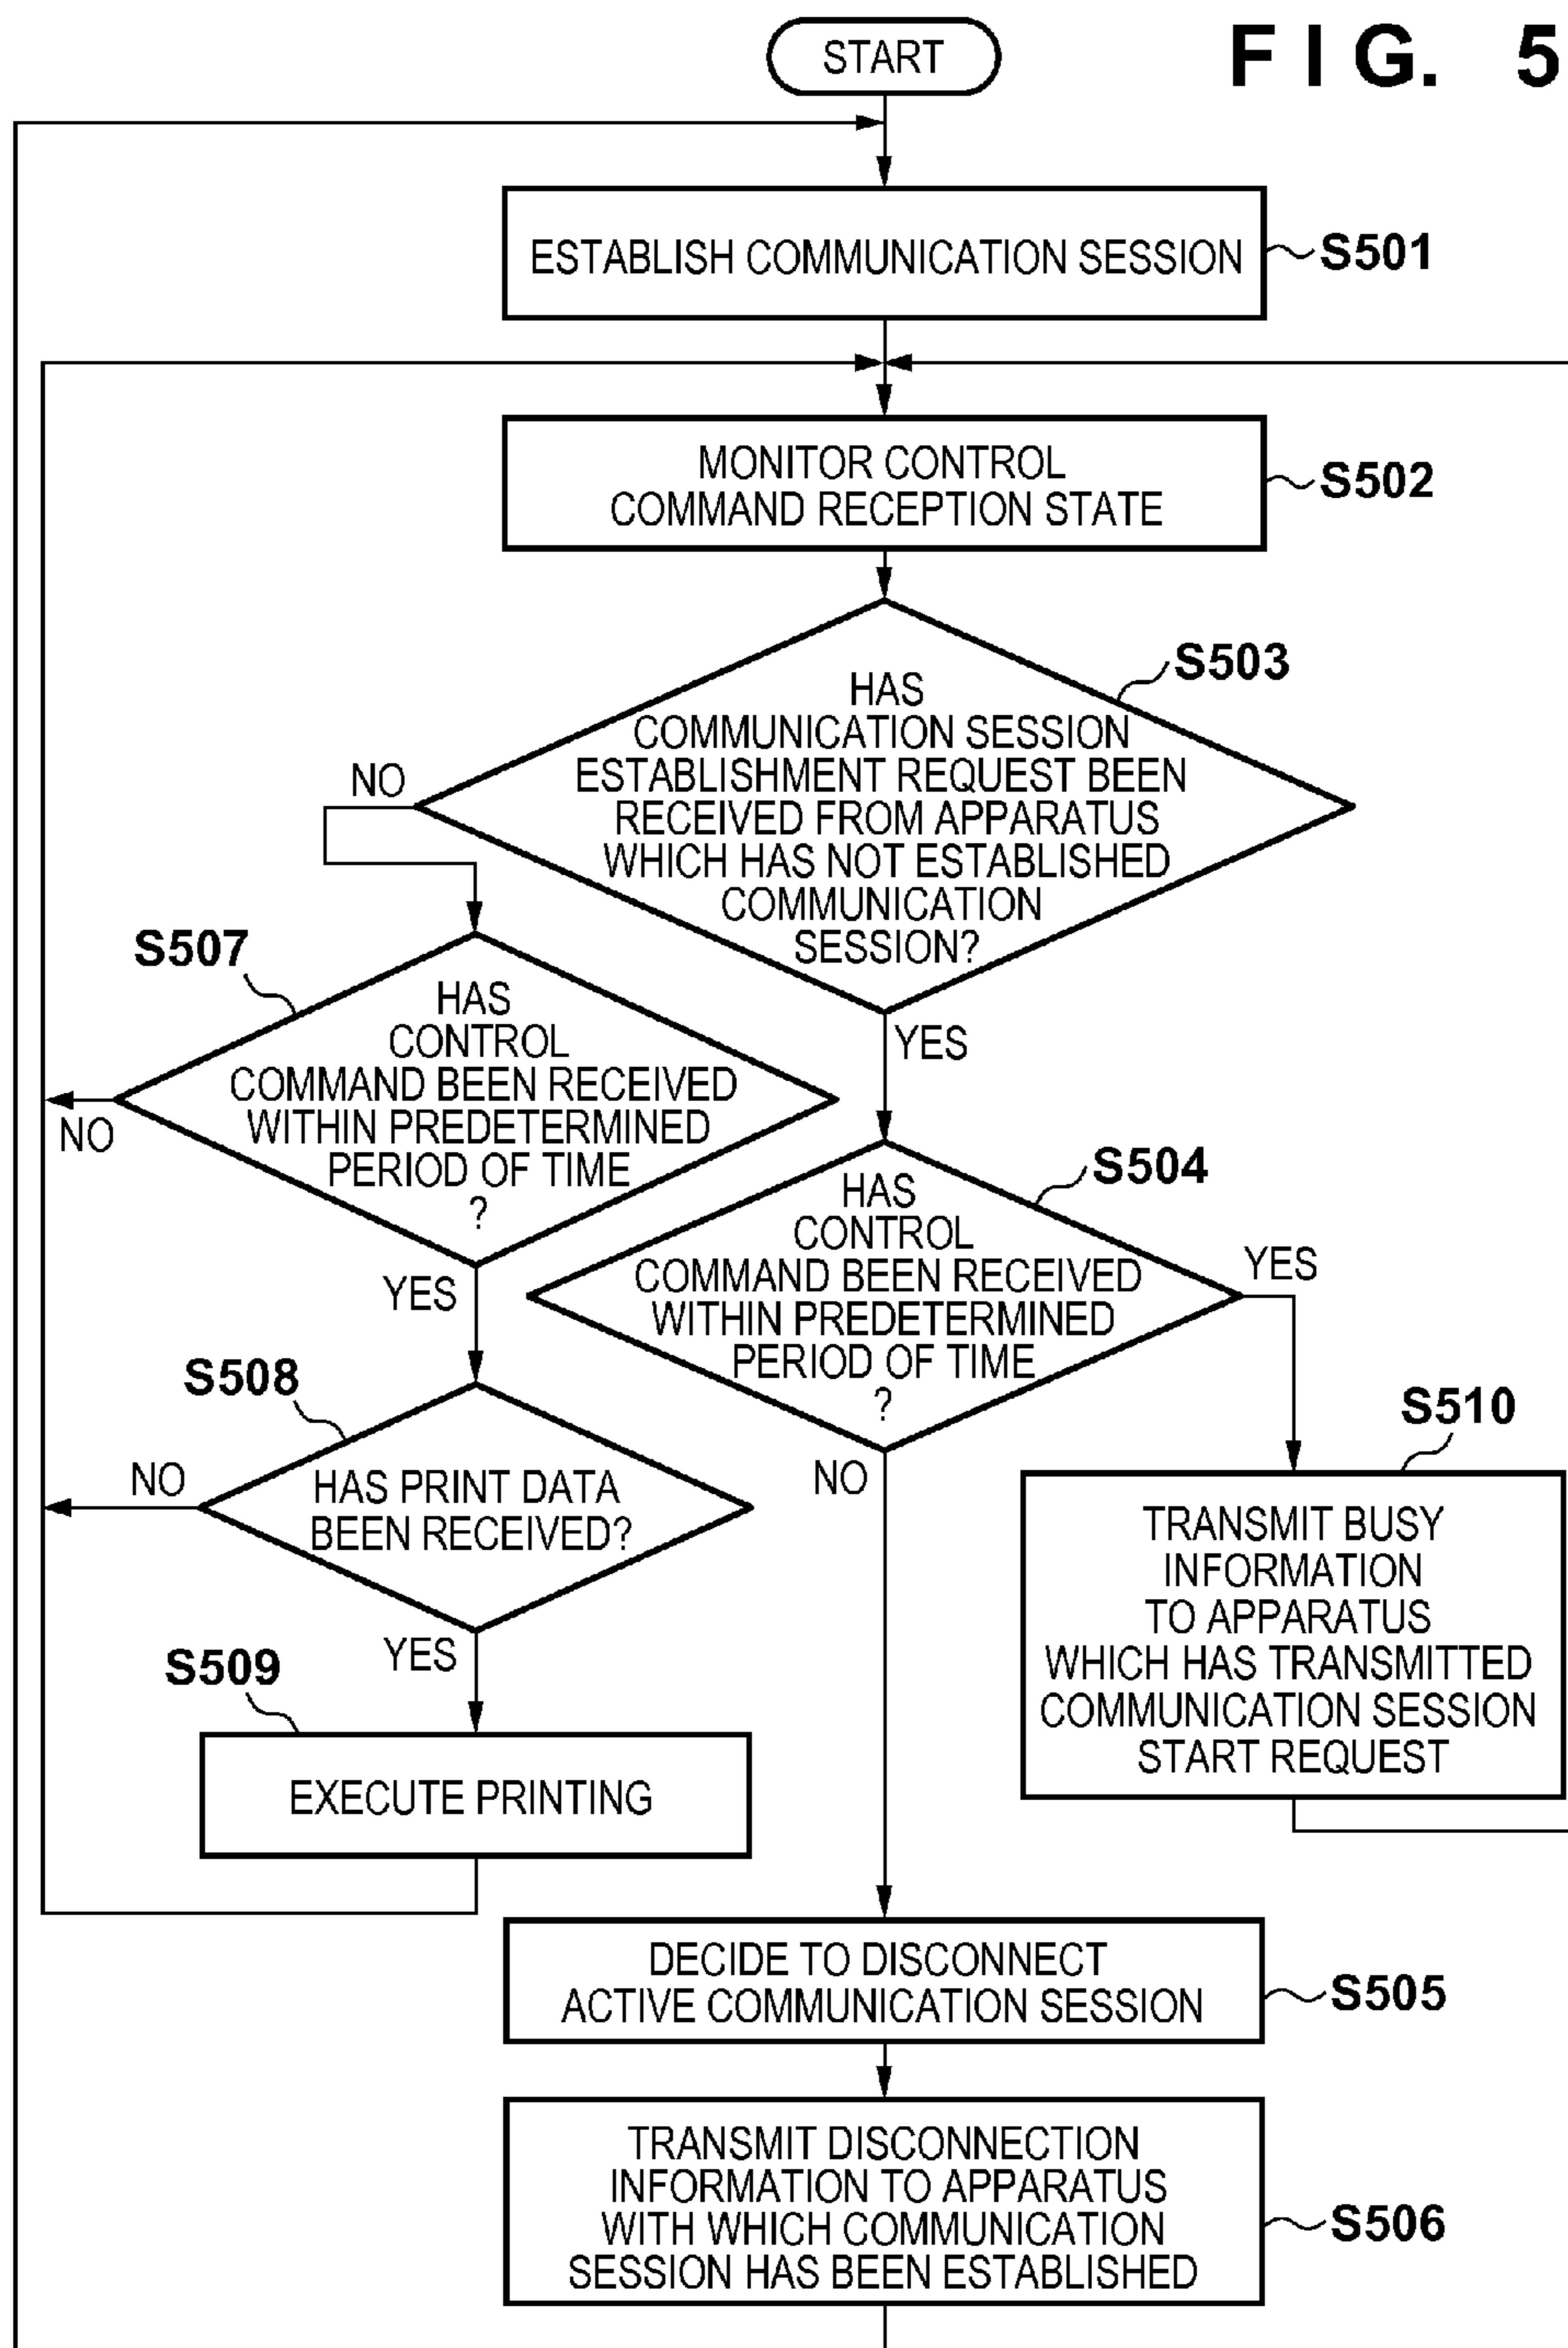 START
F I G. 5
ESTABLISH COMMUNICATION SESSION
S501
MONITOR CONTROL
COMMAND RECEPTION STATE
S502
S503
HAS
COMMUNICATION SESSION
ESTABLISHMENT REQUEST BEEN
RECEIVED FROM APPARATUS
WHICH HAS NOT ESTABLISHED
COMMUNICATION
SESSION?
NO
YES
S507
HAS
CONTROL
COMMAND BEEN RECEIVED
WITHIN PREDETERMINED
PERIOD OF TIME
?
NO
YES
S504
HAS
CONTROL
COMMAND BEEN RECEIVED
WITHIN PREDETERMINED
PERIOD OF TIME
?
YES
NO
S508
HAS PRINT DATA
BEEN RECEIVED?
NO
YES
S510
TRANSMIT BUSY
INFORMATION
TO APPARATUS
WHICH HAS TRANSMITTED
COMMUNICATION SESSION
START REQUEST
S509
EXECUTE PRINTING
DECIDE TO DISCONNECT
ACTIVE COMMUNICATION SESSION
S505
TRANSMIT DISCONNECTION
INFORMATION TO APPARATUS
WITH WHICH COMMUNICATION
SESSION HAS BEEN ESTABLISHED
S506